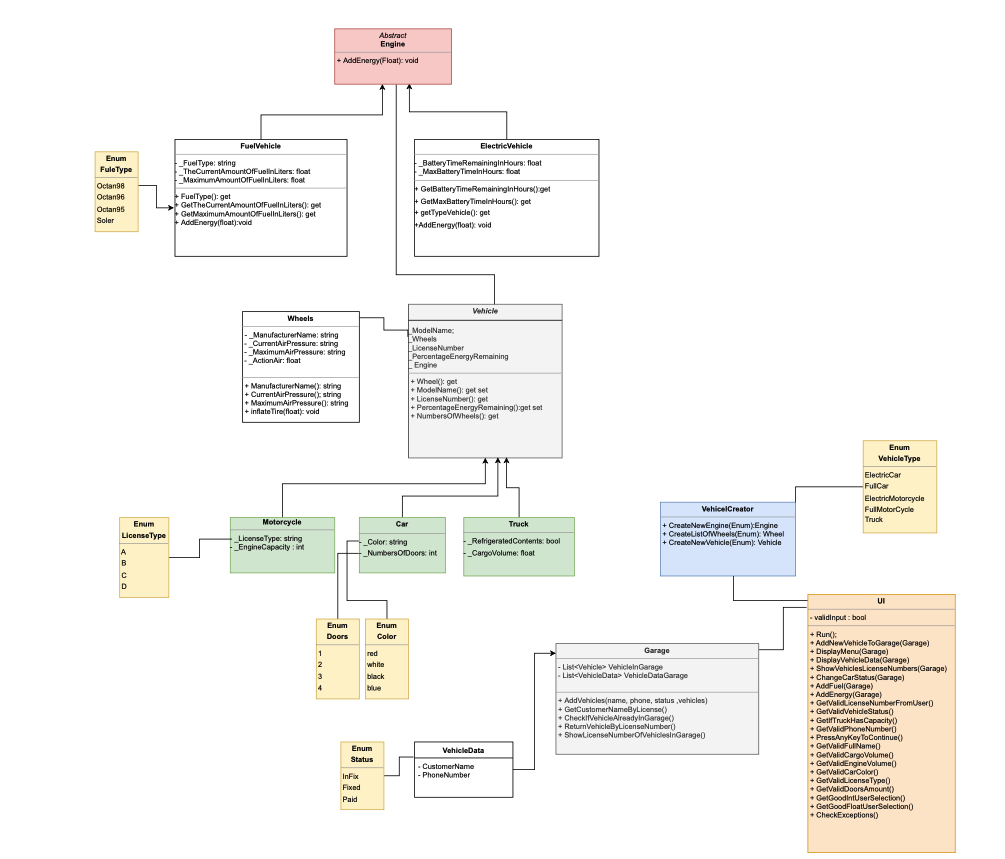 Abstract
Engine
+ AddEnergy(Float): void
FuelVehicle
- _FuelType: string
- _TheCurrentAmountOfFuelInLiters: float
- _MaximumAmountOfFuelInLiters: float
+ FuelType(): get
+ GetTheCurrentAmountOfFuelInLiters(): get
+ GetMaximumAmountOfFuelInLiters(): get
+ AddEnergy(float):void
ElectricVehicle
- _BatteryTimeRemainingInHours: float
- _MaxBatteryTimeInHours: float
+ GetBatteryTimeRemainingInHours():get
+ GetMaxBatteryTimeInHours(): get
+ getTypeVehicle(): get
+AddEnergy(float): void
Enum
FuleType
Octan98
Octan96
Octan95
Soler
Wheels
- _ManufacturerName: string
- _CurrentAirPressure: string
- _MaximumAirPressure: string
- _ActionAir: float
+ ManufacturerName(): string
+ CurrentAirPressure(); string
+ MaximumAirPressure(): string
+ inflateTire(float): void
Vehicle
_ModelName;
_Wheels
_LicenseNumber
_PercentageEnergyRemaining
_ Engine
+ Wheel(): get
+ ModelName(): get set
+ LicenseNumber(): get
+ PercentageEnergyRemaining():get set
+ NumbersOfWheels(): get
Enum
VehicleType
ElectricCar
FullCar
ElectricMotorcycle
FullMotorCycle
Truck
Enum
LicenseType
A
B
C
D
Motorcycle
- _LicenseType: string
- _EngineCapacity : int
Car
- _Color: string
- _NumbersOfDoors: int
Truck
- _RefrigeratedContents: bool
- _CargoVolume: float
VehicelCreator
+ CreateNewEngine(Enum):Engine
+ CreateListOfWheels(Enum): Wheel
+ CreateNewVehicle(Enum): Vehicle
Enum
Doors
1
2
3
4
Enum
Color
red
white
black
blue
UI
- validInput : bool
+ Run();
+ AddNewVehicleToGarage(Garage)
+ DisplayMenu(Garage)
+ DisplayVehicleData(Garage)
+ ShowVehiclesLicenseNumbers(Garage)
+ ChangeCarStatus(Garage)
+ AddFuel(Garage)
+ AddEnergy(Garage)
+ GetValidLicenseNumberFromUser()
+ GetValidVehicleStatus()
+ GetIfTruckHasCapacity()
+ GetValidPhoneNumber()
+ PressAnyKeyToContinue()
+ GetValidFullName()
+ GetValidCargoVolume()
+ GetValidEngineVolume()
+ GetValidCarColor()
+ GetValidLicenseType()
+ GetValidDoorsAmount()
+ GetGoodIntUserSelection()
+ GetGoodFloatUserSelection()
+ CheckExceptions()
Garage
- List<Vehicle> VehicleInGarage
- List<VehicleData> VehicleDataGarage
+ AddVehicles(name, phone, status ,vehicles)
+ GetCustomerNameByLicense()
+ CheckIfVehicleAlreadyInGarage()
+ ReturnVehicleByLicenseNumber()
+ ShowLicenseNumberOfVehiclesInGarage()
Enum
Status
InFix
Fixed
Paid
VehicleData
- CustomerName
- PhoneNumber